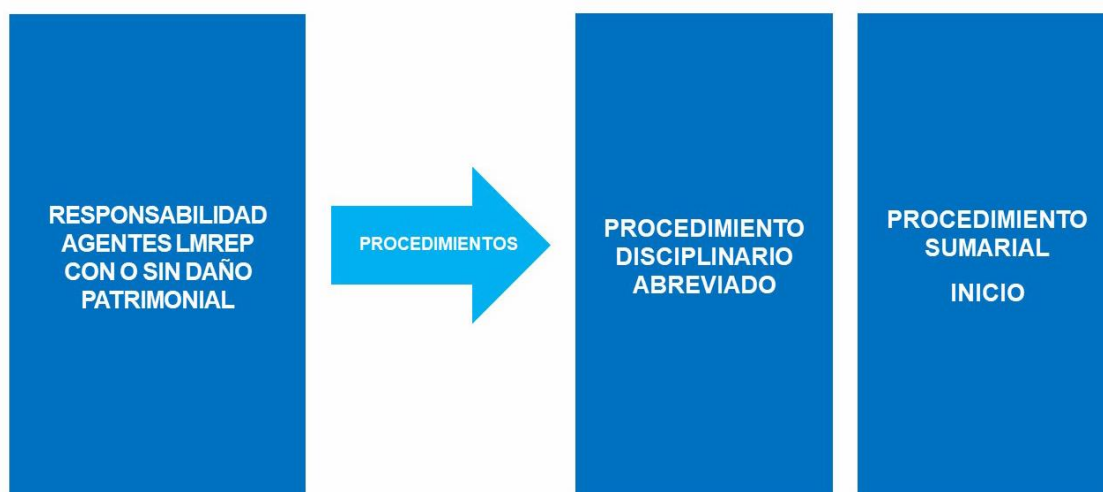 RESPONSABILIDAD
AGENTES LMREP
CON O SIN DAÑO
PATRIMONIAL
PROCEDIMIENTOS
PROCEDIMIENTO
DISCIPLINARIO
ABREVIADO
PROCEDIMIENTO
SUMARIAL
INICIO